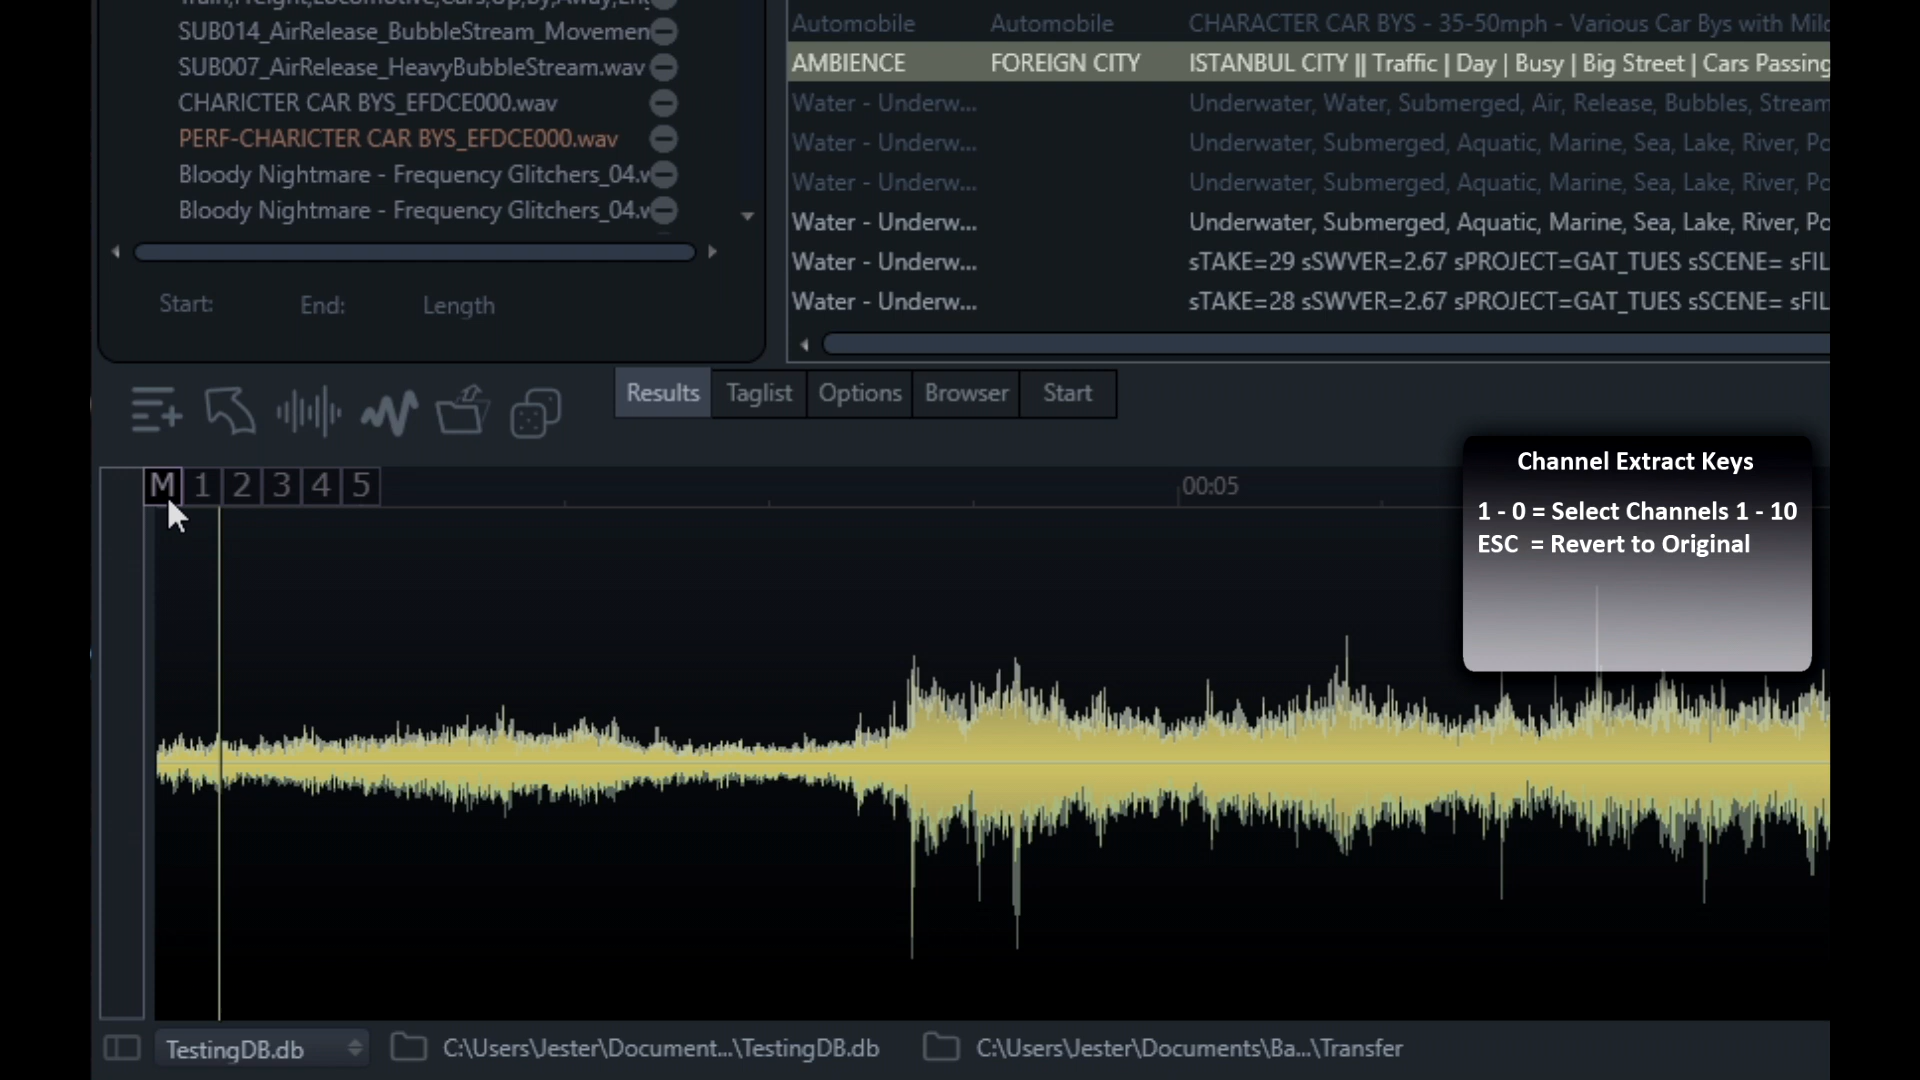 SUB014_AirRelease_BubbleStream_Movemen
SUB007_AirRelease_HeavyBubbleStream.wav
CHARICTER CAR BYS_EFDCE000.wav
PERF-CHARICTER CAR BYS_EFDCE000.wav
Bloody Nightmare - Frequency Glitchers_04.w
Bloody Nightmare - Frequency Glitchers_04.w
Start: End: Length
Automobile Automobile CHARACTER CAR BYS - 35-50mph - Various Car Bys with
AMBIENCE FOREIGN CITY ISTANBUL CITY || Traffic | Day | Busy | Big Street | Cars Passing
Water - Underw... Underwater, Water, Submerged, Air, Release, Bubbles, Stream
Water - Underw... Underwater, Submerged, Aquatic, Marine, Sea, Lake, River, Po
Water - Underw... Underwater, Submerged, Aquatic, Marine, Sea, Lake, River, Po
Water - Underw... Underwater, Submerged, Aquatic, Marine, Sea, Lake, River, Po
Water - Underw... sTAKE=29 sSWVER=2.67 sPROJECT=GAT_TUES sSCENE= sFIL
Water - Underw... sTAKE=28 sSWVER=2.67 sPROJECT=GAT_TUES sSCENE= sFIL
Results Taglist Options Browser Start
M 1 2 3 4 5
00:05
Channel Extract Keys
1 - 0 = Select Channels 1 - 10
ESC = Revert to Original
TestingDB.db C:\Users\Jester\Document...\TestingDB.db C:\Users\Jester\Documents\Ba...\Transfer